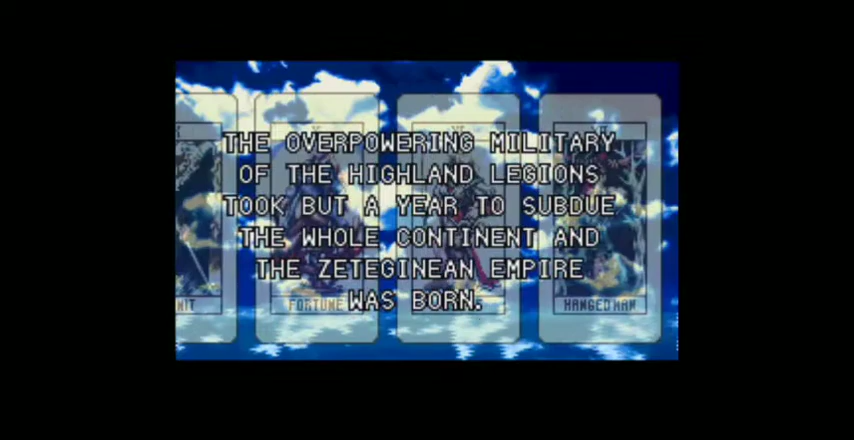 THE OVERPOWERING MILITARY
OF THE HIGHLAND LEGIONS
TOOK BUT A YEAR TO SUBDUE
THE WHOLE CONTINENT AND
THE ZETEGINEAN EMPIRE
WAS BORN.
FORTUNE
HANGED MAN